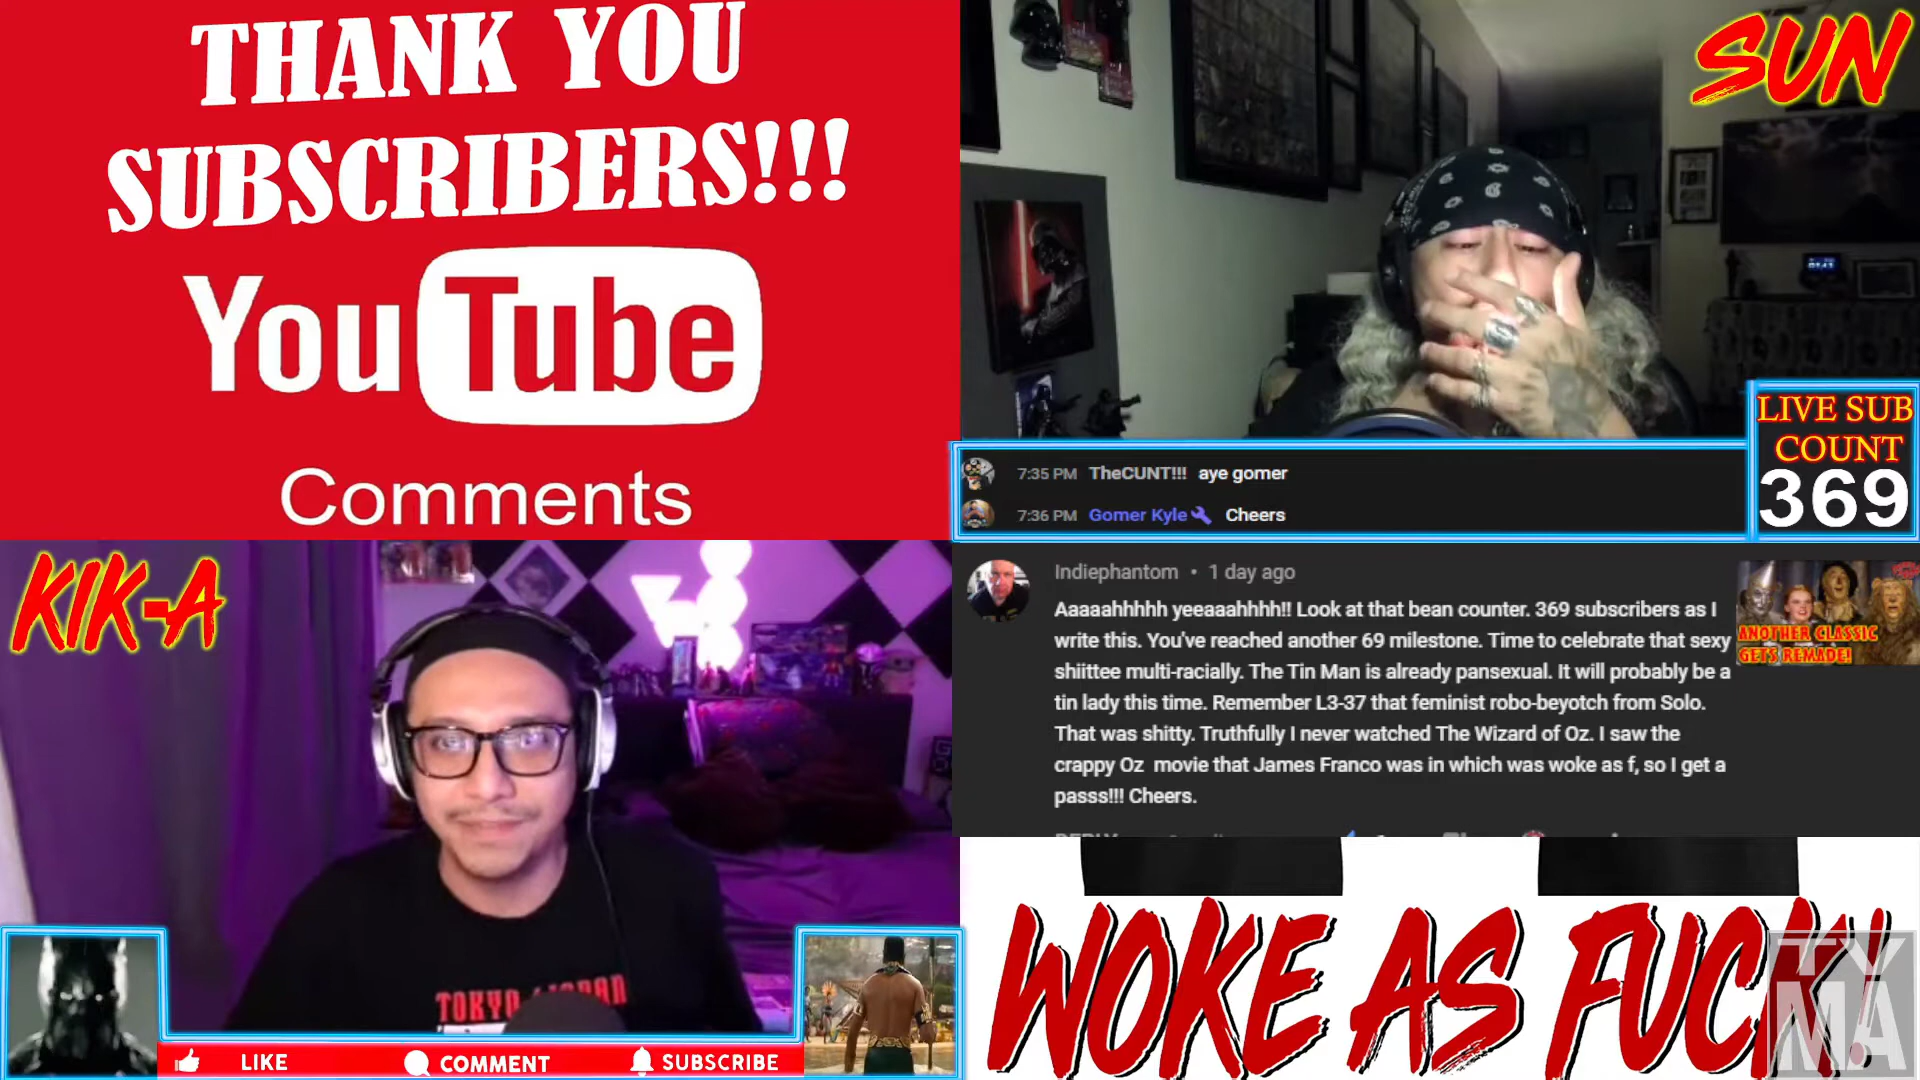 THANK YOU
SUBSCRIBERS!!!
YouTube
Comments
SUN
LIVE SUB
COUNT
369
7:35 PM TheCUNT!!! aye gomer
7:36 PM Gomer Kyle Cheers
KIK-A
Indiephantom • 1 day ago
Aaaaahhhhh yeeaaahhhh!! Look at that bean counter. 369 subscribers as I
write this. You've reached another 69 milestone. Time to celebrate that sexy
shiittee multi-racially. The Tin Man is already pansexual. It will probably be a
tin lady this time. Remember L3-37 that feminist robo-beyotch from Solo.
That was shitty. Truthfully I never watched The Wizard of Oz. I saw the
crappy Oz movie that James Franco was in which was woke as f, so I get a
passs!!! Cheers.
ANOTHER CLASSIC
GETS REMADE!
TOKYO JAPAN
WOKE AS FUCK!
TY
MA
LIKE
COMMENT
SUBSCRIBE